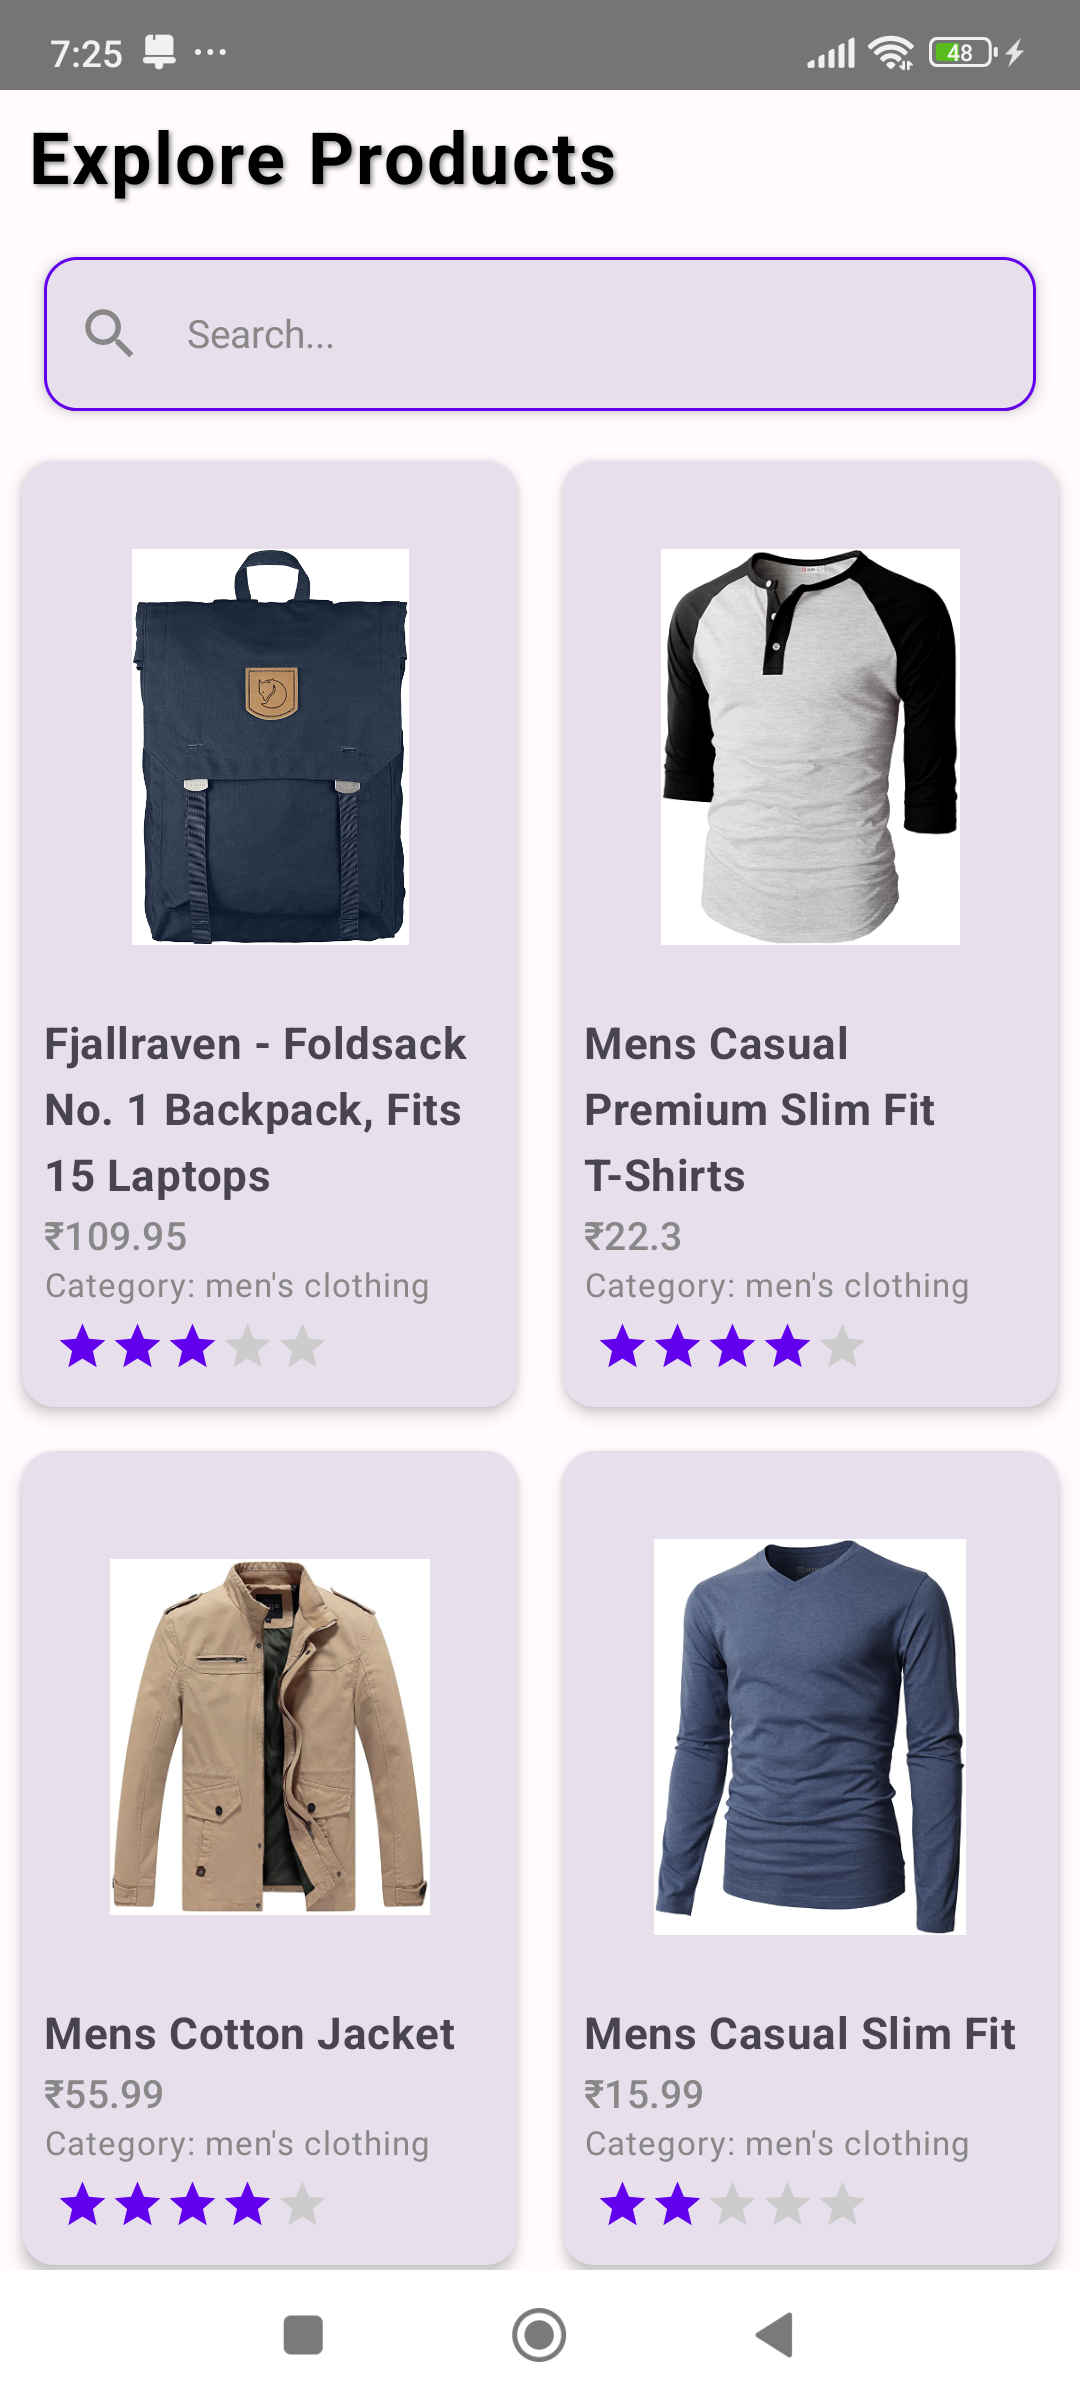 7:25
48
Explore Products
Search...
Fjallraven - Foldsack
No. 1 Backpack, Fits
15 Laptops
₹109.95
Category: men's clothing
Mens Casual
Premium Slim Fit
T-Shirts
₹22.3
Category: men's clothing
Mens Cotton Jacket
₹55.99
Category: men's clothing
Mens Casual Slim Fit
₹15.99
Category: men's clothing